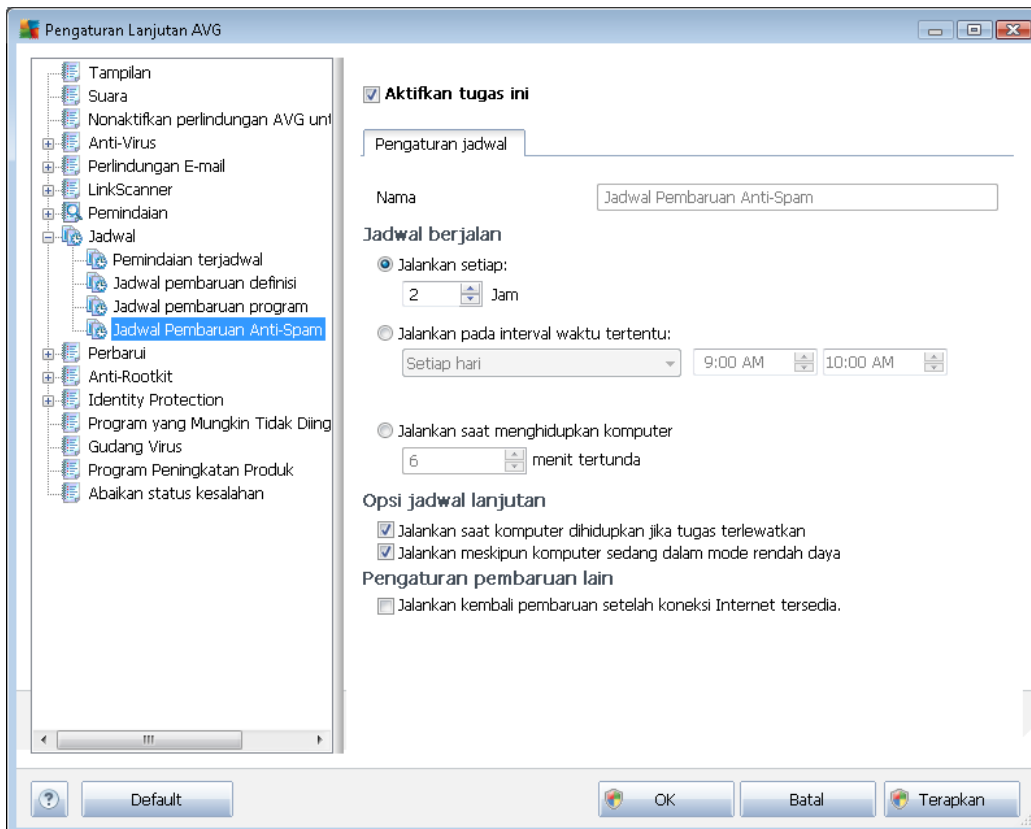 Pengaturan Lanjutan AVG
Tampilan
Suara
Nonaktifkan perlindungan AVG unt
Anti-Virus
Perlindungan E-mail
LinkScanner
Pemindaian
Jadwal
Pemindaian terjadwal
Jadwal pembaruan definisi
Jadwal pembaruan program
Jadwal Pembaruan Anti-Spam
Perbarui
Anti-Rootkit
Identity Protection
Program yang Mungkin Tidak Diing
Gudang Virus
Program Peningkatan Produk
Abaikan status kesalahan
Aktifkan tugas ini
Pengaturan jadwal
Nama Jadwal Pembaruan Anti-Spam
Jadwal berjalan
Jalankan setiap:
2 Jam
Jalankan pada interval waktu tertentu:
Setiap hari 9:00 AM 10:00 AM
Jalankan saat menghidupkan komputer
6 menit tertunda
Opsi jadwal lanjutan
Jalankan saat komputer dihidupkan jika tugas terlewatkan
Jalankan meskipun komputer sedang dalam mode rendah daya
Pengaturan pembaruan lain
Jalankan kembali pembaruan setelah koneksi Internet tersedia.
? Default OK Batal Terapkan